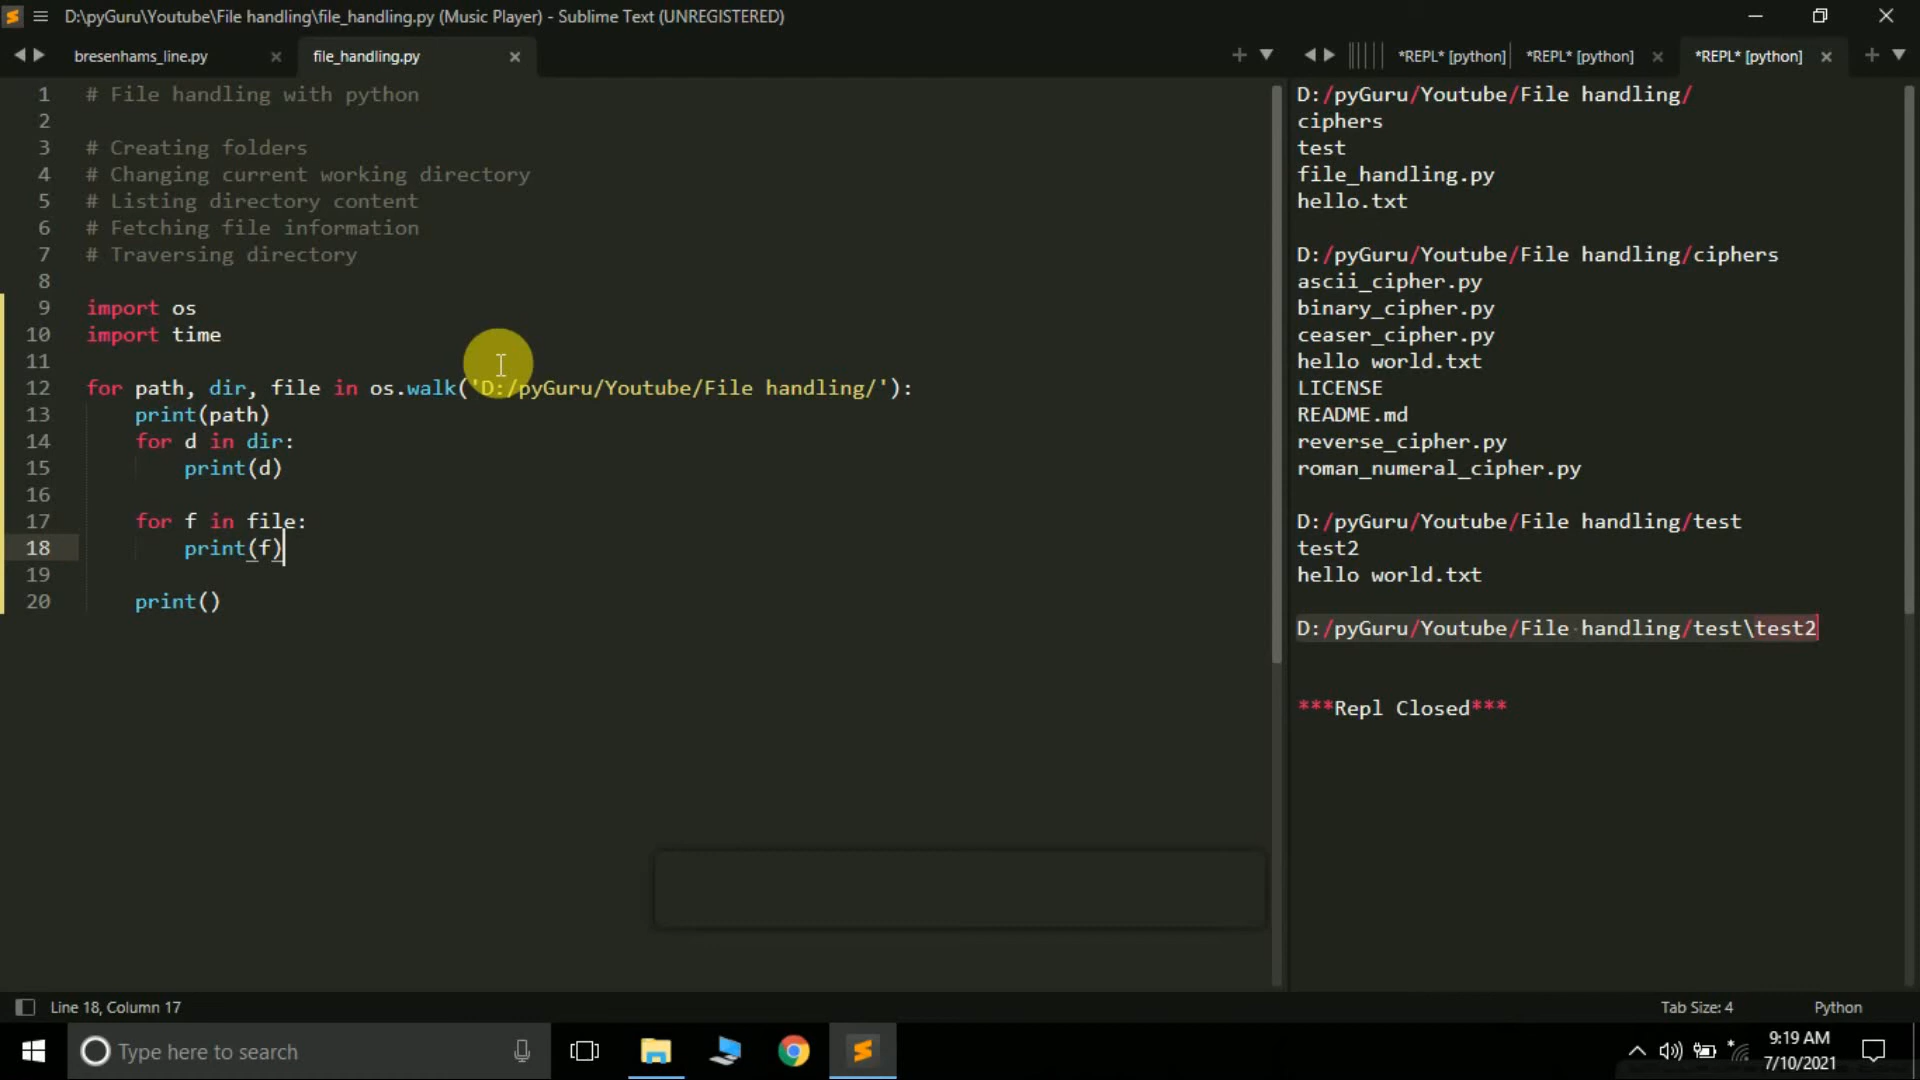 D:\pyGuru\Youtube\File handling\file_handling.py (Music Player) - Sublime Text (UNREGISTERED)
bresenhams_line.py
file_handling.py
*REPL* [python]
*REPL* [python]
*REPL* [python]
1 # File handling with python
2
3 # Creating folders
4 # Changing current working directory
5 # Listing directory content
6 # Fetching file information
7 # Traversing directory
8
9 import os
10 import time
11
12 for path, dir, file in os.walk('D:/pyGuru/Youtube/File handling/'):
13     print(path)
14     for d in dir:
15         print(d)
16
17     for f in file:
18         print(f)
19
20     print()
D:/pyGuru/Youtube/File handling/
ciphers
test
file_handling.py
hello.txt
D:/pyGuru/Youtube/File handling/ciphers
ascii_cipher.py
binary_cipher.py
ceaser_cipher.py
hello world.txt
LICENSE
README.md
reverse_cipher.py
roman_numeral_cipher.py
D:/pyGuru/Youtube/File handling/test
test2
hello world.txt
D:/pyGuru/Youtube/File handling/test\test2
***Repl Closed***
Line 18, Column 17
Tab Size: 4
Python
Type here to search
9:19 AM
7/10/2021